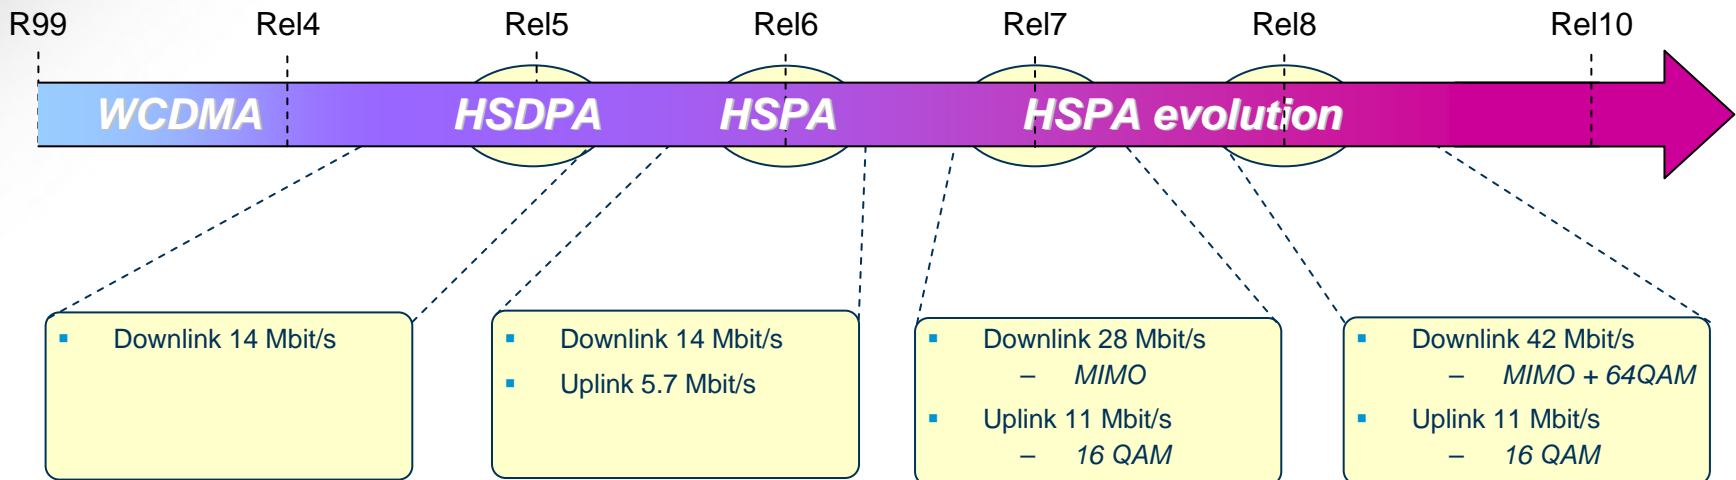 R99 Rel4 Rel5 Rel6 Rel7 Rel8 Rel10
WCDMA HSDPA HSPA HSPA evolution
▪ Downlink 14 Mbit/s
▪ Downlink 14 Mbit/s
▪ Uplink 5.7 Mbit/s
▪ Downlink 28 Mbit/s
– MIMO
▪ Uplink 11 Mbit/s
– 16 QAM
▪ Downlink 42 Mbit/s
– MIMO + 64QAM
▪ Uplink 11 Mbit/s
– 16 QAM